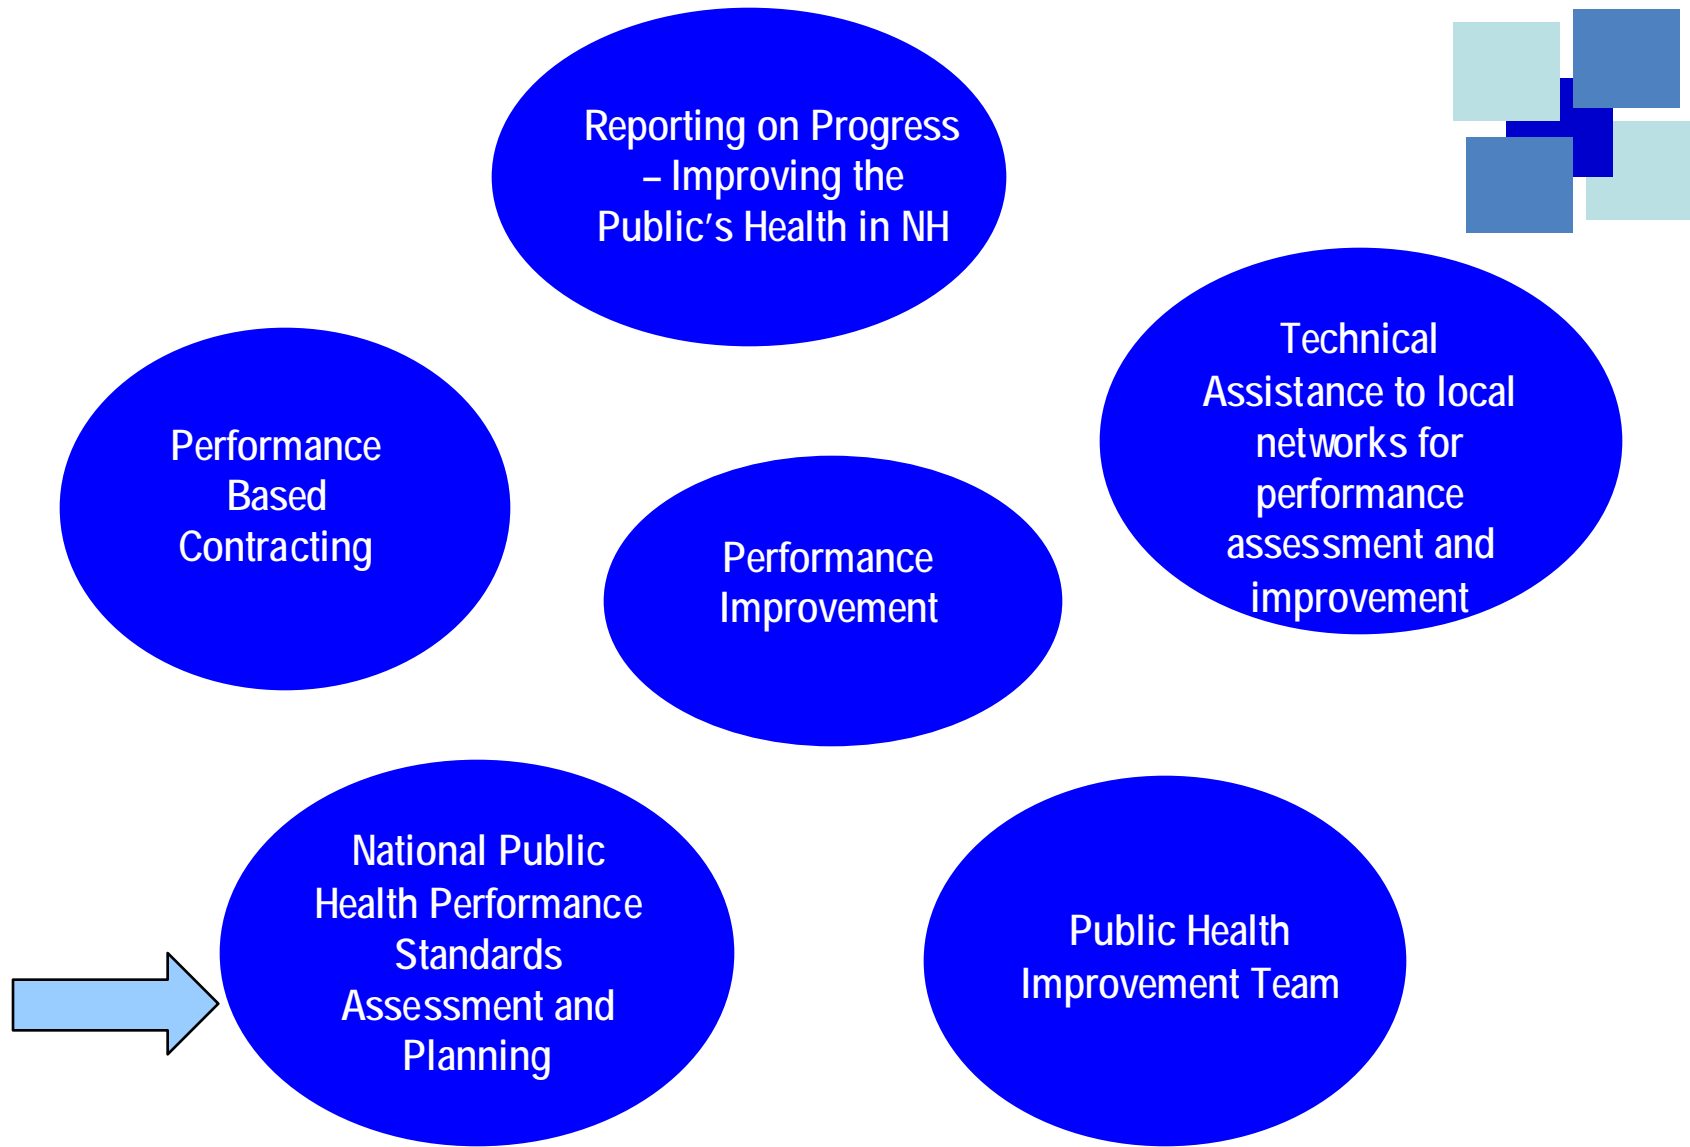 Reporting on Progress
– Improving the
Public’s Health in NH
Technical
Assistance to local
networks for
performance
assessment and
improvement
Performance
Based
Contracting
Performance
Improvement
National Public
Health Performance
Standards
Assessment and
Planning
Public Health
Improvement Team